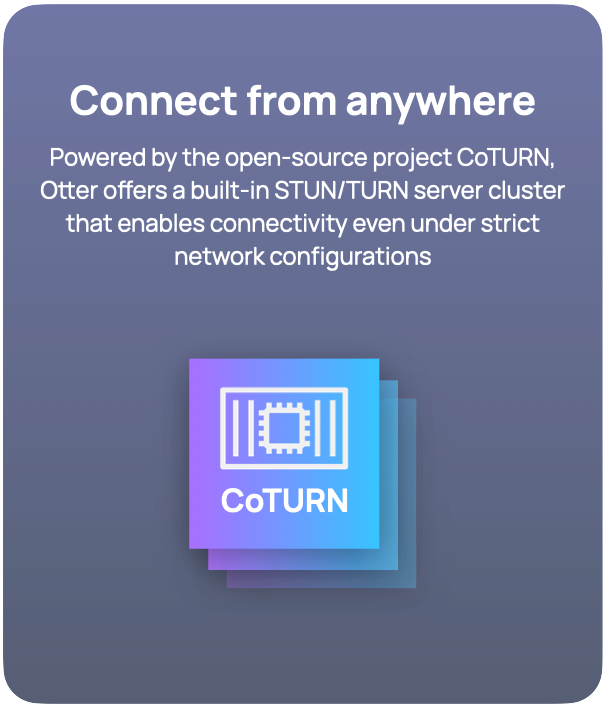 Connect from anywhere
Powered by the open-source project CoTURN,
Otter offers a built-in STUN/TURN server cluster
that enables connectivity even under strict
network configurations
CoTURN